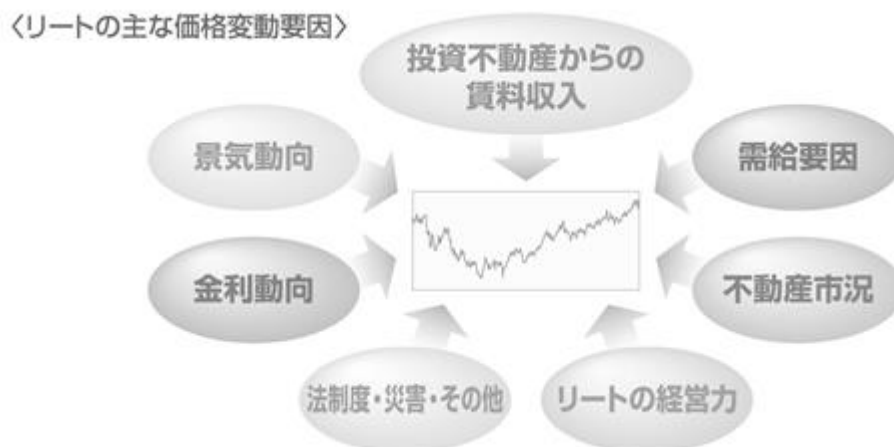 〈リートの主な価格変動要因〉
投資不動産からの
賃料収入
景気動向
需給要因
金利動向
不動産市況
法制度・災害・その他
リートの経営力